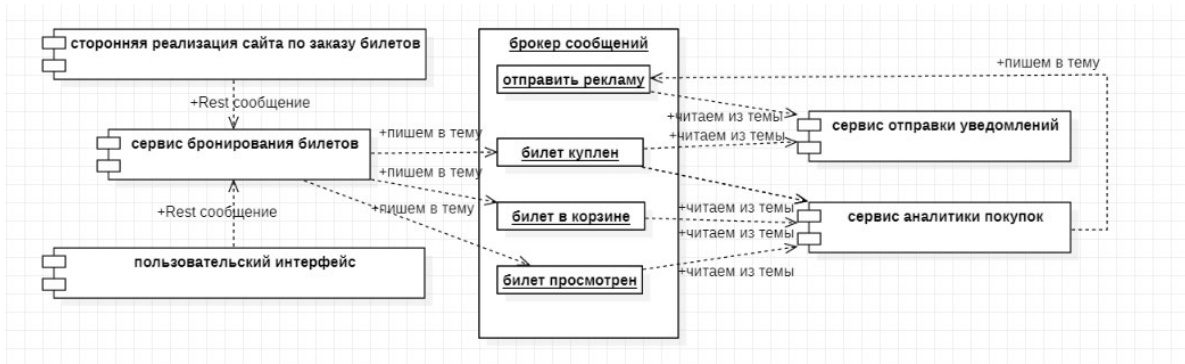 сторонняя реализация сайта по заказу билетов
+Rest сообщение
сервис бронирования билетов
+Rest сообщение
пользовательский интерфейс
+пишем в тему
+пишем в тему
+пишем в тему
брокер сообщений
отправить рекламу
билет куплен
билет в корзине
билет просмотрен
+пишем в тему
+читаем из темы
+читаем из темы
сервис отправки уведомлений
+читаем из темы
сервис аналитики покупок
+читаем из темы
+читаем из темы